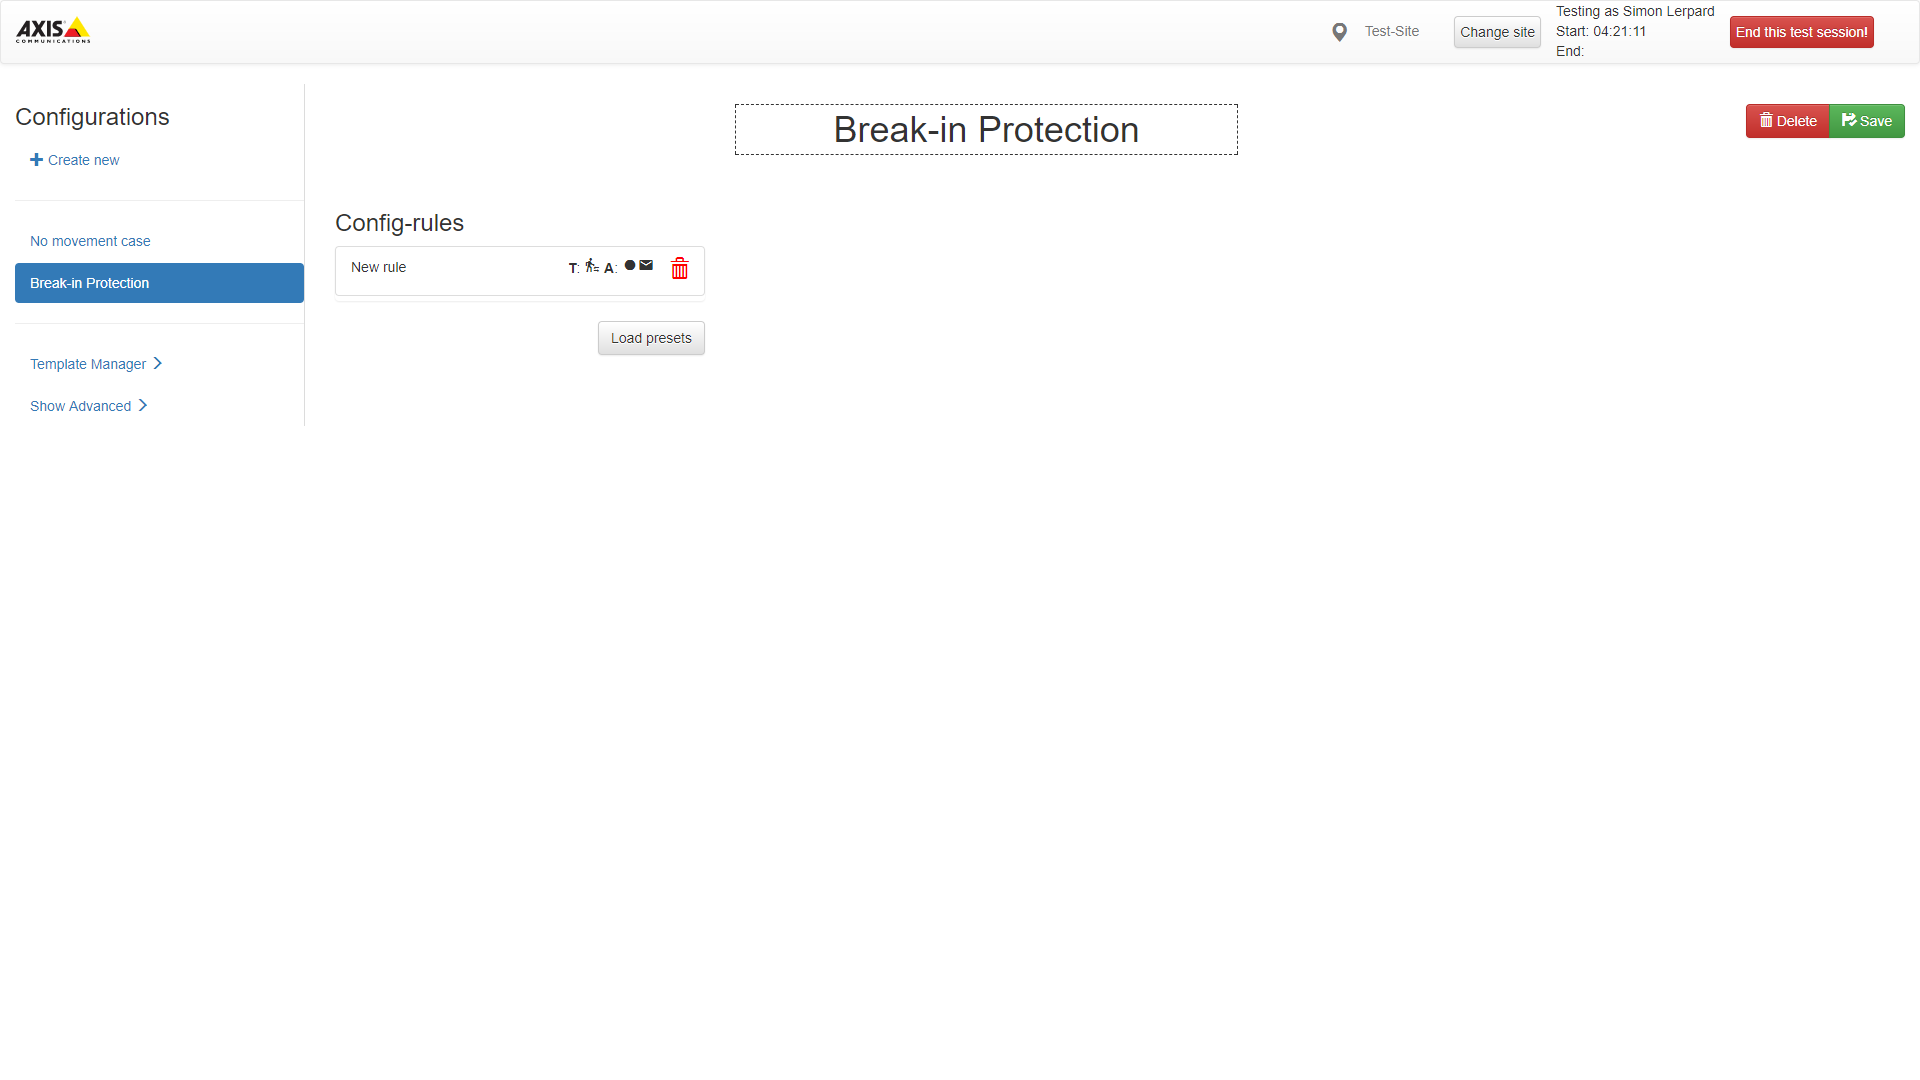 AXIS
COMMUNICATIONS
Test-Site
Change site
Testing as Simon Lerpard
Start: 04:21:11
End:
End this test session!
Configurations
Create new
No movement case
Break-in Protection
Template Manager
Show Advanced
Break-in Protection
Delete
Save
Config-rules
New rule
T: A:
Load presets